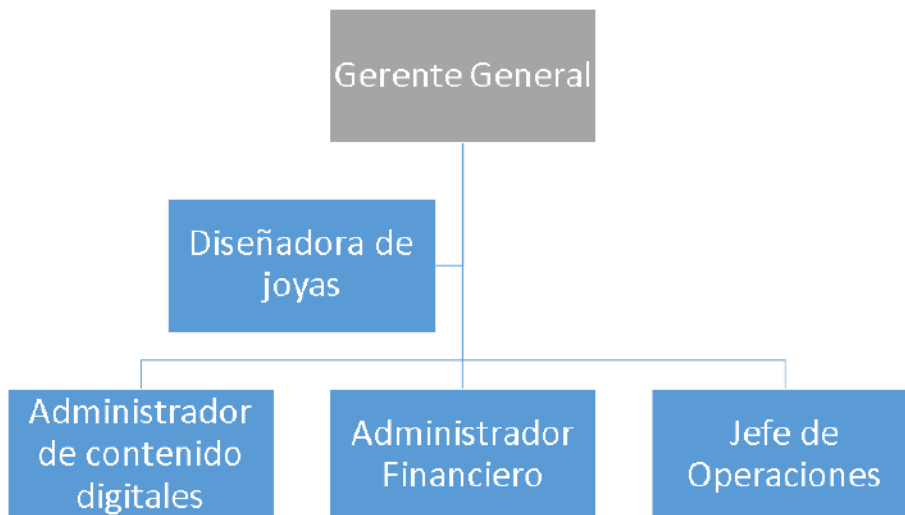 Gerente General
Diseñadora de
joyas
Administrador
de contenido
digitales
Administrador
Financiero
Jefe de
Operaciones